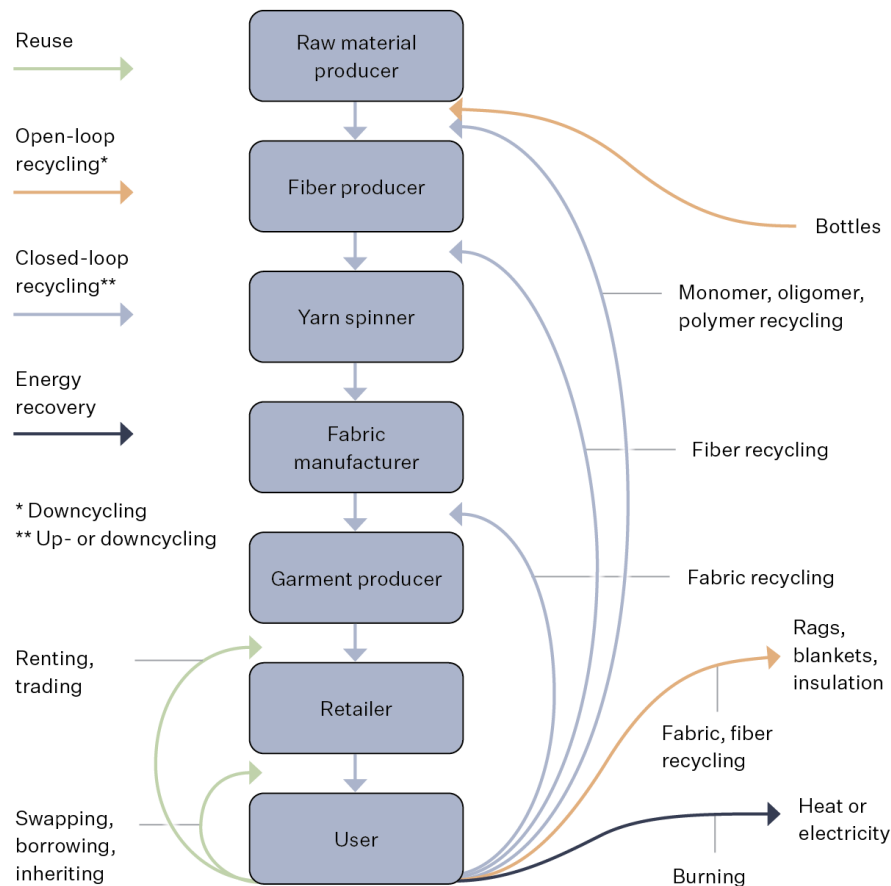 Reuse
Open-loop
recycling*
Closed-loop
recycling**
Energy
recovery
* Downcycling
** Up- or downcycling
Renting,
trading
Swapping,
borrowing,
inheriting
Raw material
producer
Fiber producer
Yarn spinner
Fabric
manufacturer
Garment producer
Retailer
User
Bottles
Monomer, oligomer,
polymer recycling
Fiber recycling
Fabric recycling
Rags,
blankets,
insulation
Fabric, fiber
recycling
Heat or
electricity
Burning